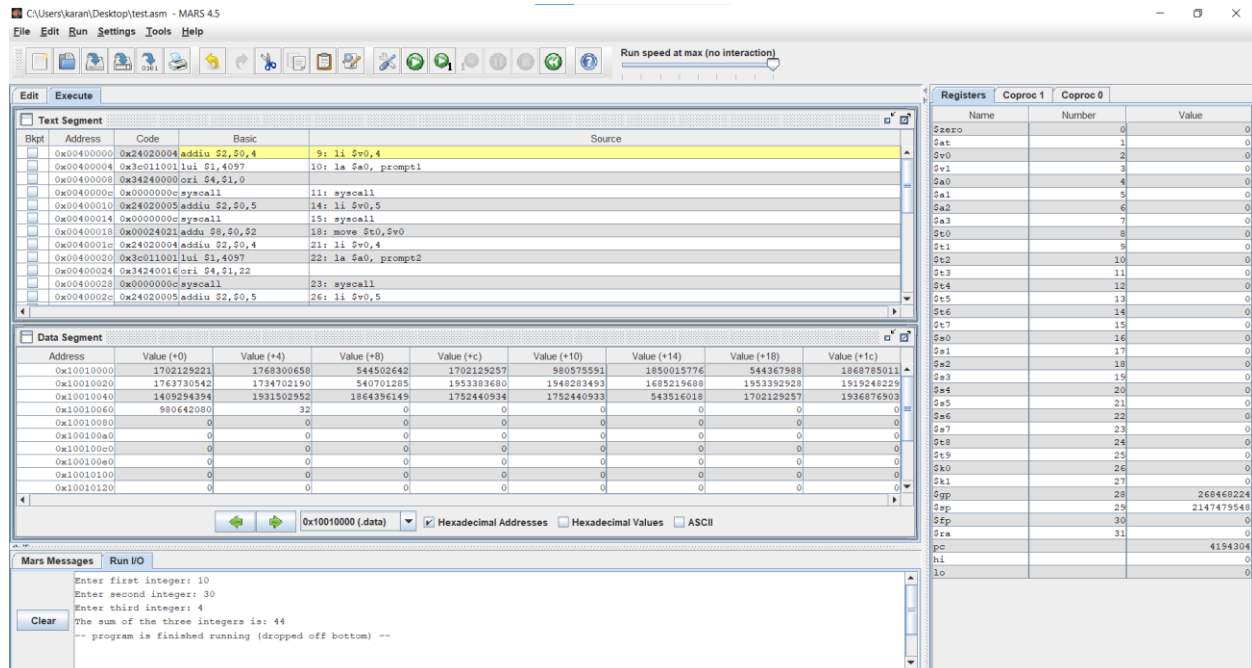 C:\Users\karan\Desktop\test.asm - MARS 4.5
File Edit Run Settings Tools Help
Run speed at max (no interaction)
Edit Execute
Text Segment
Bkpt Address Code Basic Source
0x00400000 0x24020004 addiu $2,$0,4 9: li $v0,4
0x00400004 0x3c011001 lui $1,4097 10: la $a0, prompt1
0x00400008 0x34240000 ori $4,$1,0
0x0040000c 0x0000000c syscall 11: syscall
0x00400010 0x24020005 addiu $2,$0,5 14: li $v0,5
0x00400014 0x0000000c syscall 15: syscall
0x00400018 0x00024021 addu $8,$0,$2 18: move $t0,$v0
0x0040001c 0x24020004 addiu $2,$0,4 21: li $v0,4
0x00400020 0x3c011001 lui $1,4097 22: la $a0, prompt2
0x00400024 0x34240016 ori $4,$1,22
0x00400028 0x0000000c syscall 23: syscall
0x0040002c 0x24020005 addiu $2,$0,5 26: li $v0,5
Data Segment
Address Value (+0) Value (+4) Value (+8) Value (+c) Value (+10) Value (+14) Value (+18) Value (+1c)
0x10010000 1702129221 1768300658 544502642 1702129257 980575591 1850015776 544367988 1868785011
0x10010020 1763730542 1734702190 540701285 1953383680 1948283493 1685219688 1953392928 1919248229
0x10010040 1409294394 1931502952 1864396149 1752440934 1752440933 543516018 1702129257 1936876903
0x10010060 980642080 32 0 0 0 0 0 0
0x10010080 0 0 0 0 0 0 0 0
0x100100a0 0 0 0 0 0 0 0 0
0x100100c0 0 0 0 0 0 0 0 0
0x100100e0 0 0 0 0 0 0 0 0
0x10010100 0 0 0 0 0 0 0 0
0x10010120 0 0 0 0 0 0 0 0
0x10010000 (.data) Hexadecimal Addresses Hexadecimal Values ASCII
Mars Messages Run I/O
Clear
Enter first integer: 10
Enter second integer: 30
Enter third integer: 4
The sum of the three integers is: 44
-- program is finished running (dropped off bottom) --
Registers Coproc 1 Coproc 0
Name Number Value
$zero 0 0
$at 1 0
$v0 2 0
$v1 3 0
$a0 4 0
$a1 5 0
$a2 6 0
$a3 7 0
$t0 8 0
$t1 9 0
$t2 10 0
$t3 11 0
$t4 12 0
$t5 13 0
$t6 14 0
$t7 15 0
$s0 16 0
$s1 17 0
$s2 18 0
$s3 19 0
$s4 20 0
$s5 21 0
$s6 22 0
$s7 23 0
$t8 24 0
$t9 25 0
$k0 26 0
$k1 27 0
$gp 28 268468224
$sp 29 2147479548
$fp 30 0
$ra 31 0
pc 4194304
hi 0
lo 0